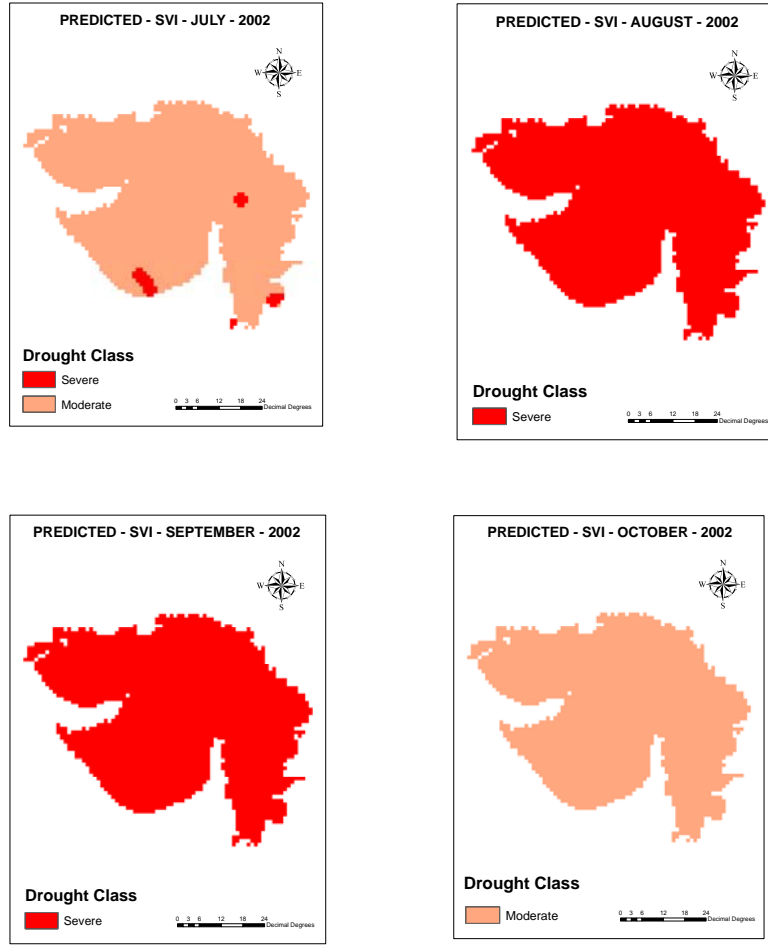 PREDICTED - SVI - JULY - 2002
N
W E
S
Drought Class
Severe
Moderate
0 3 6 12 18 24
Decimal Degrees
PREDICTED - SVI - AUGUST - 2002
N
W E
S
Drought Class
Severe
0 3 6 12 18 24
Decimal Degrees
PREDICTED - SVI - SEPTEMBER - 2002
N
W E
S
Drought Class
Severe
0 3 6 12 18 24
Decimal Degrees
PREDICTED - SVI - OCTOBER - 2002
N
W E
S
Drought Class
Moderate
0 3 6 12 18 24
Decimal Degrees